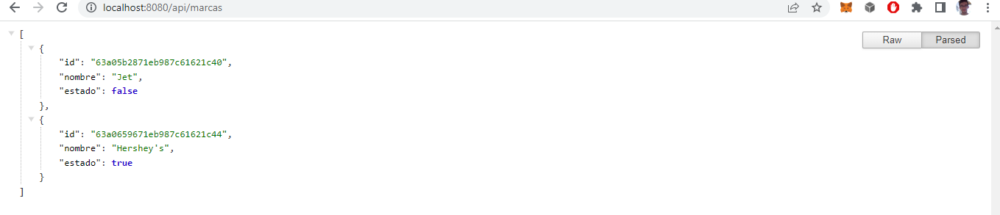 localhost:8080/api/marcas
Raw Parsed
[
{
"id": "63a05b2871eb987c61621c40",
"nombre": "Jet",
"estado": false
},
{
"id": "63a0659671eb987c61621c44",
"nombre": "Hershey's",
"estado": true
}
]